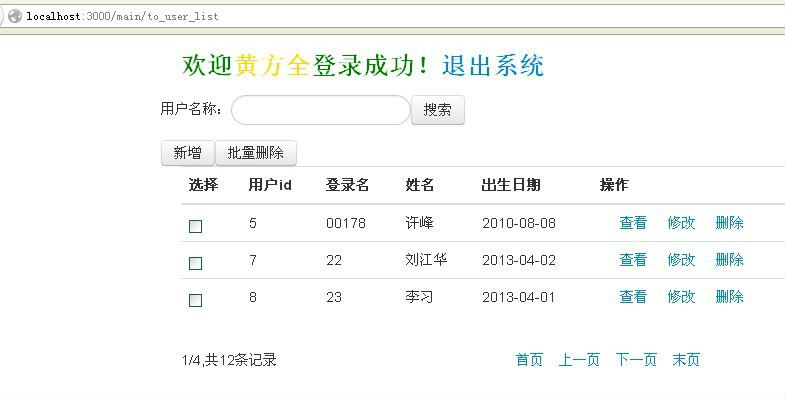 localhost:3000/main/to_user_list
欢迎黄方全登录成功！退出系统
用户名称： 搜索
新增 批量删除
选择 用户id 登录名 姓名 出生日期 操作
5 00178 许峰 2010-08-08 查看 修改 删除
7 22 刘江华 2013-04-02 查看 修改 删除
8 23 李习 2013-04-01 查看 修改 删除
1/4,共12条记录 首页 上一页 下一页 末页